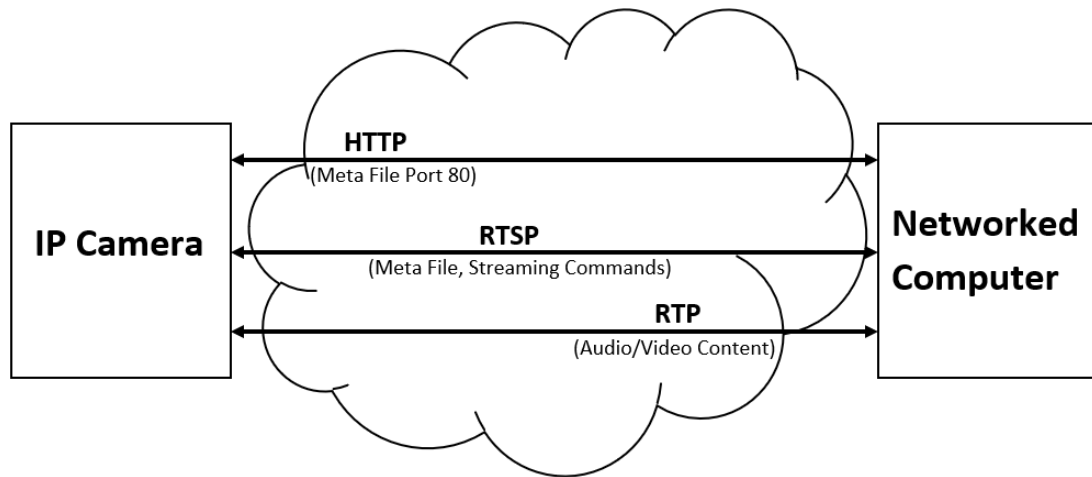 HTTP
(Meta File Port 80)
IP Camera
RTSP
(Meta File, Streaming Commands)
RTP
(Audio/Video Content)
Networked
Computer